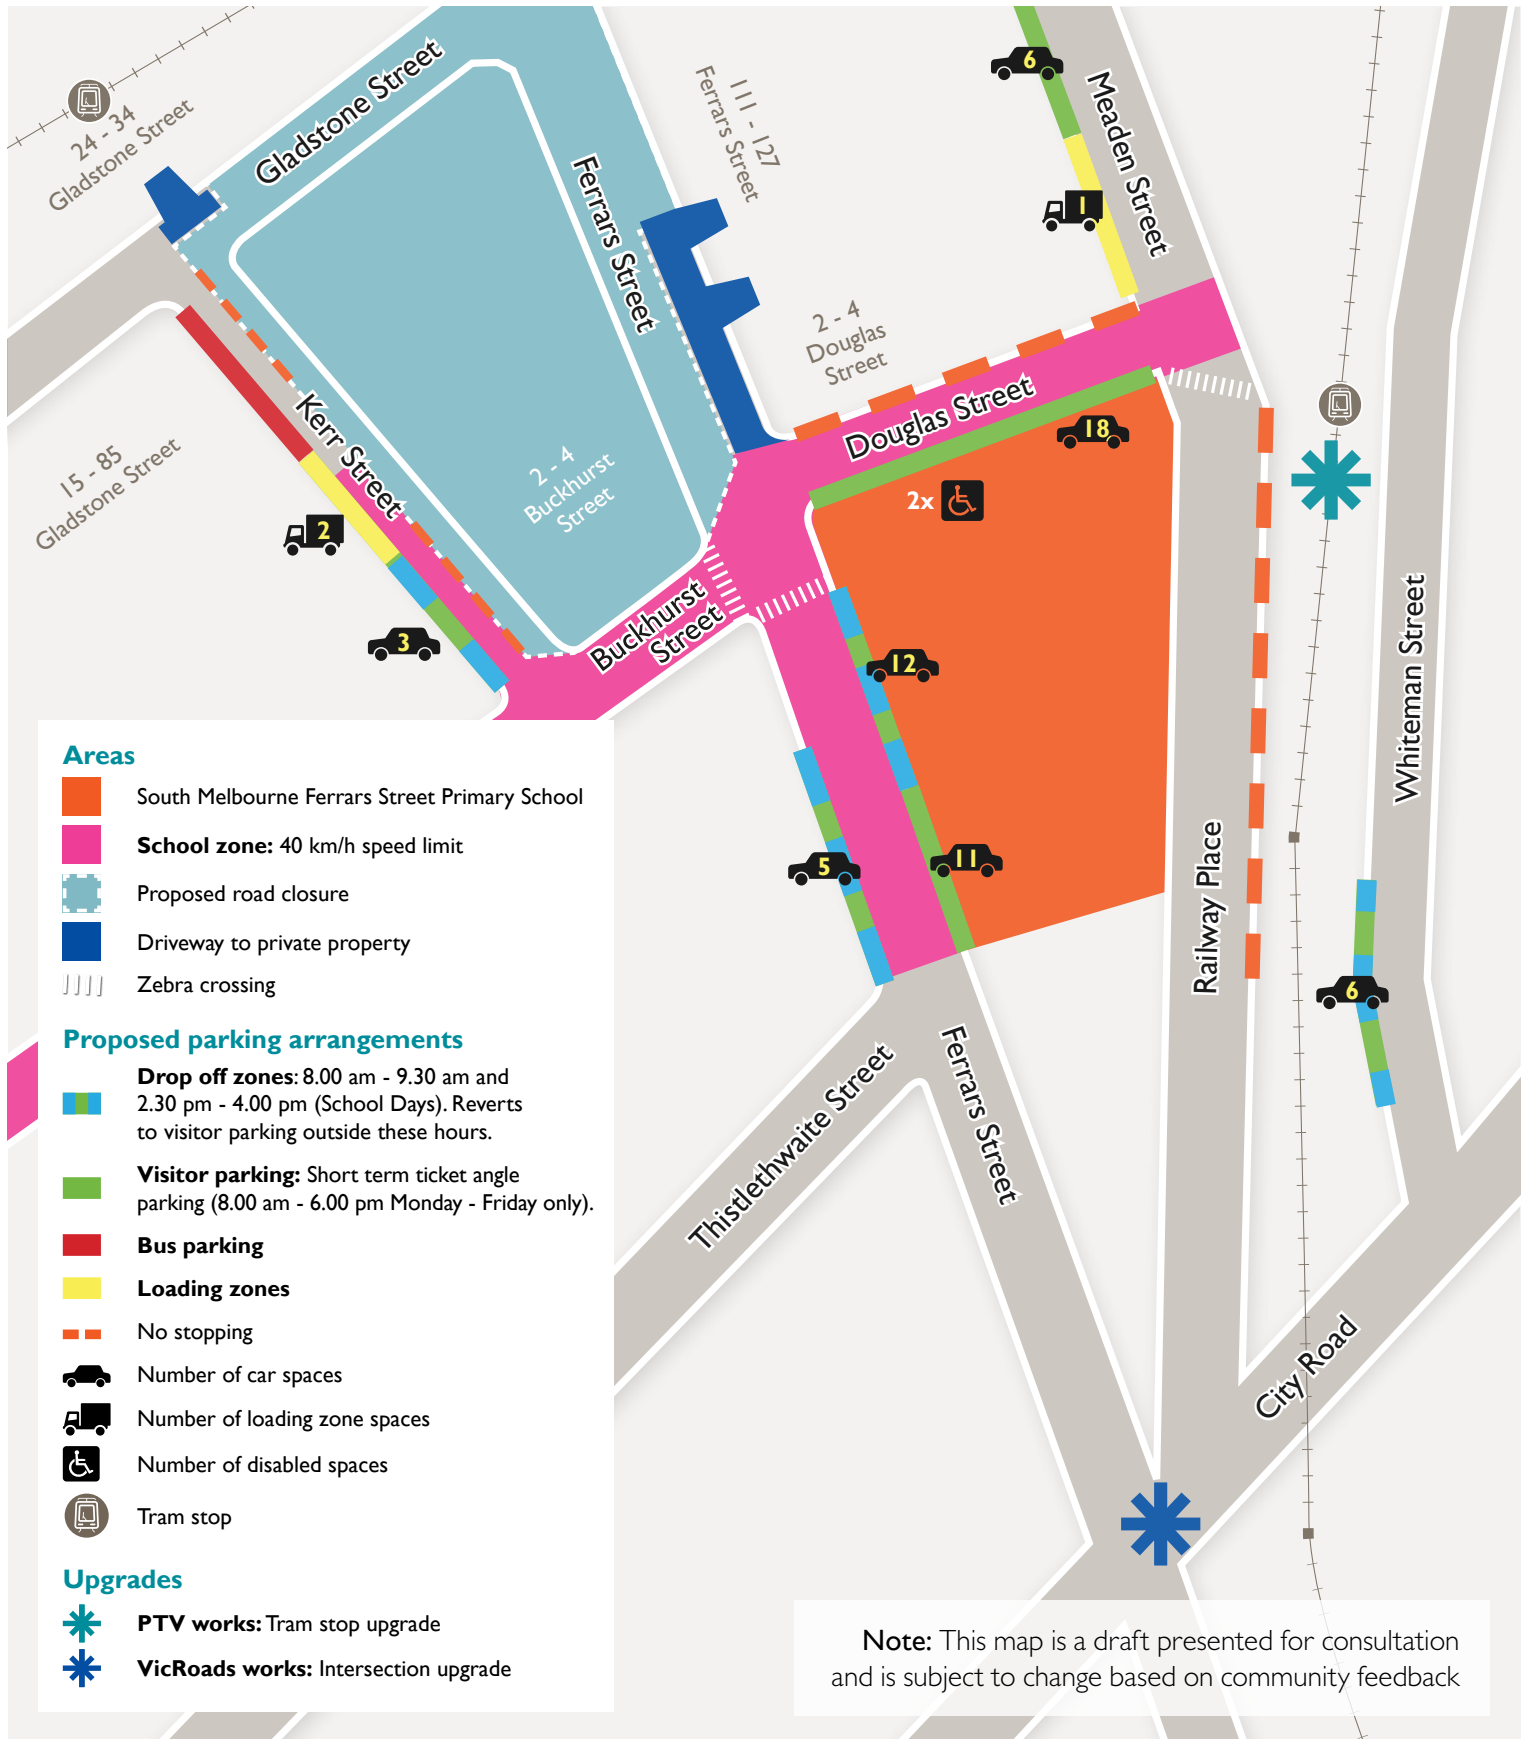 Gladstone Street
24 - 34
Gladstone Street
Ferrars Street
111 - 127
Ferrars Street
6
Meaden Street
1
2 - 4
Douglas
Street
Douglas Street
18
2x
Kerr Street
15 - 85
Gladstone Street
2 - 4
Buckhurst
Street
2
3
Buckhurst
Street
12
5
11
Railway Place
Whiteman Street
6
Thistlethwaite Street
Ferrars Street
City Road
Areas
South Melbourne Ferrars Street Primary School
School zone: 40 km/h speed limit
Proposed road closure
Driveway to private property
Zebra crossing
Proposed parking arrangements
Drop off zones: 8.00 am - 9.30 am and
2.30 pm - 4.00 pm (School Days). Reverts
to visitor parking outside these hours.
Visitor parking: Short term ticket angle
parking (8.00 am - 6.00 pm Monday - Friday only).
Bus parking
Loading zones
No stopping
Number of car spaces
Number of loading zone spaces
Number of disabled spaces
Tram stop
Upgrades
PTV works: Tram stop upgrade
VicRoads works: Intersection upgrade
Note: This map is a draft presented for consultation
and is subject to change based on community feedback